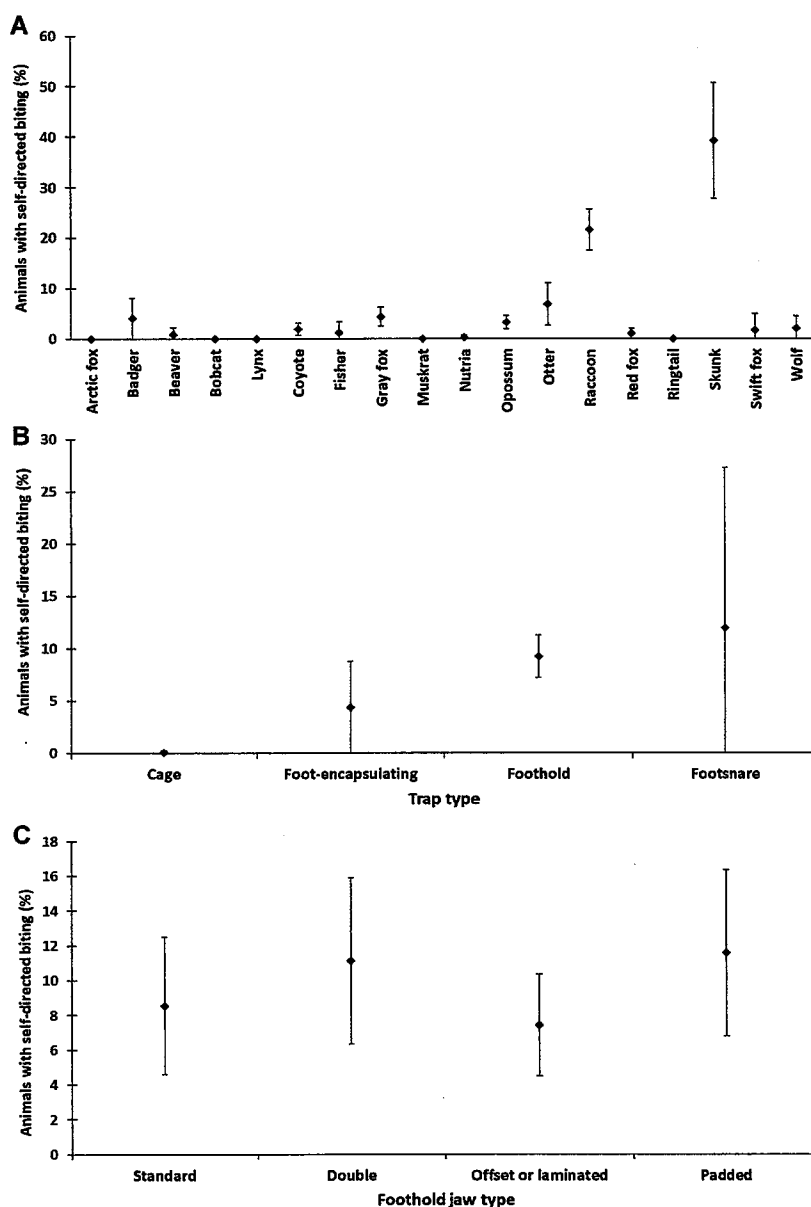 A
Animals with self-directed biting (%)
60
50
40
30
20
10
0
Arctic fox
Badger
Beaver
Bobcat
Lynx
Coyote
Fisher
Gray fox
Muskrat
Nutria
Opossum
Otter
Raccoon
Red fox
Ringtail
Skunk
Swift fox
Wolf
B
Animals with self-directed biting (%)
30
25
20
15
10
5
0
Cage
Foot-encapsulating
Foothold
Footsnare
Trap type
C
Animals with self-directed biting (%)
18
16
14
12
10
8
6
4
2
0
Standard
Double
Offset or laminated
Padded
Foothold jaw type